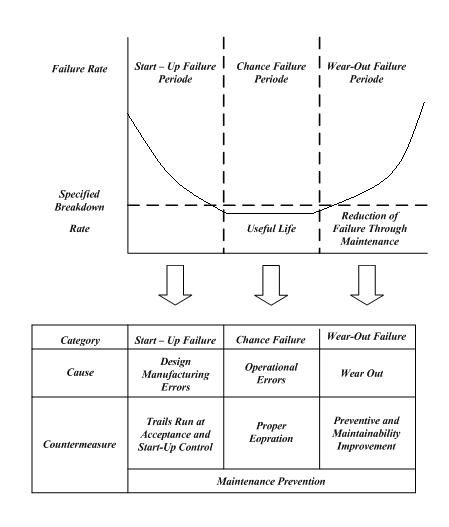 Failure Rate
Start – Up Failure
Periode
Chance Failure
Periode
Wear-Out Failure
Periode
Specified
Breakdown
Rate
Useful Life
Reduction of
Failure Through
Maintenance
Category
Start – Up Failure
Chance Failure
Wear-Out Failure
Cause
Design
Manufacturing
Errors
Operational
Errors
Wear Out
Countermeasure
Trails Run at
Acceptance and
Start-Up Control
Proper
Eopration
Preventive and
Maintainability
Improvement
Maintenance Prevention